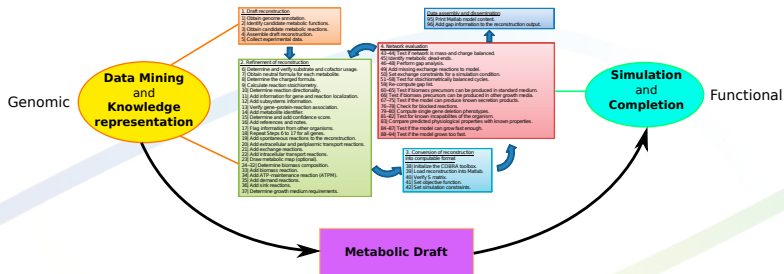 1. Draft reconstruction
1| Obtain genome annotation.
2| Identify candidate metabolic functions.
3| Obtain candidate metabolic reactions.
4| Assemble draft reconstruction.
5| Collect experimental data.
Data assembly and dissemination
95| Print Matlab model content.
96| Add gap information to the reconstruction output.
2. Refinement of reconstruction
6| Determine and verify substrate and cofactor usage.
7| Obtain neutral formula for each metabolite.
8| Determine the charged formula.
9| Calculate reaction stoichiometry.
10| Determine reaction directionality.
11| Add information for gene and reaction localization.
12| Add subsystems information.
13| Verify gene−protein-reaction association.
14| Add metabolite identifier.
15| Determine and add confidence score.
16| Add references and notes.
17| Flag information from other organisms.
18| Repeat Steps 6 to 17 for all genes.
19| Add spontaneous reactions to the reconstruction.
20| Add extracellular and periplasmic transport reactions.
21| Add exchange reactions.
22| Add intracellular transport reactions.
23| Draw metabolic map (optional).
24−32| Determine biomass composition.
33| Add biomass reaction.
34| Add ATP-maintenance reaction (ATPM).
35| Add demand reactions.
36| Add sink reactions.
37| Determine growth medium requirements.
4. Network evaluation
43−44| Test if network is mass-and charge balanced.
45| Identify metabolic dead-ends.
46−48| Perform gap analysis.
49| Add missing exchange reactions to model.
50| Set exchange constraints for a simulation condition.
51−58| Test for stoichiometrically balanced cycles.
59| Re-compute gap list.
60−65| Test if biomass precursors can be produced in standard medium.
66| Test if biomass precursors can be produced in other growth media.
67−75| Test if the model can produce known secretion products.
76−78| Check for blocked reactions.
79−80| Compute single gene deletion phenotypes.
81−82| Test for known incapabilities of the organism.
83| Compare predicted physiological properties with known properties.
84−87| Test if the model can grow fast enough.
88−94| Test if the model grows too fast.
3. Conversion of reconstruction
into computable format
38| Initialize the COBRA toolbox.
39| Load reconstruction into Matlab.
40| Verify S matrix.
41| Set objective function.
42| Set simulation constraints.
Genomic
Data Mining
and
Knowledge
representation
Simulation
and
Completion
Functional
Metabolic Draft